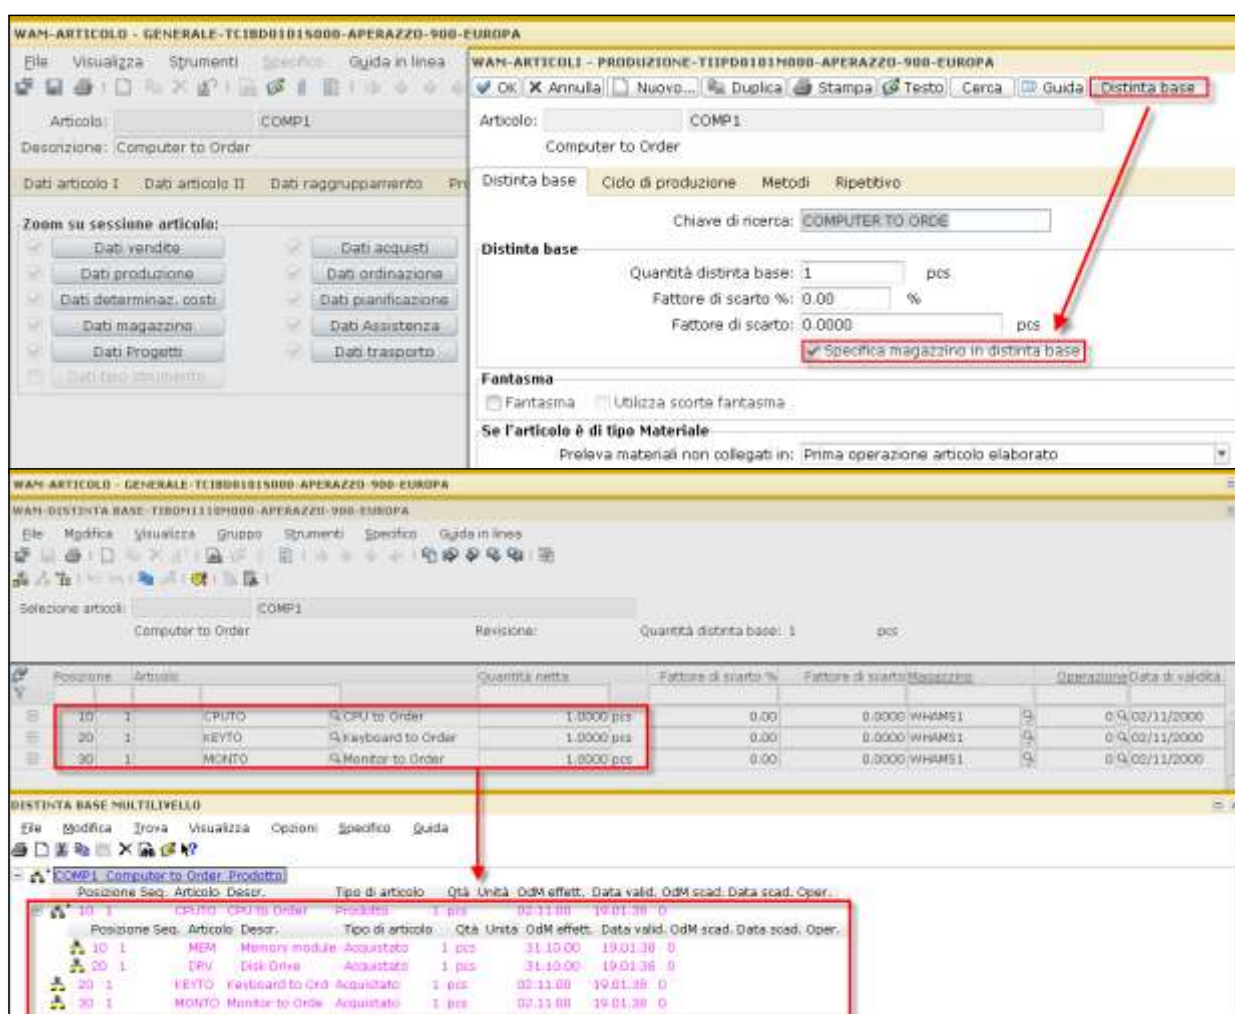 WAM-ARTICOLO - GENERALE-TCIBD0101S000-APERAZZO-900-EUROPA
File Visualizza Strumenti Specifico Guida in linea
Articolo: COMP1
Descrizione: Computer to Order
Dati articolo I Dati articolo II Dati raggruppamento
Zoom su sessione articolo:
Dati vendite Dati acquisti
Dati produzione Dati ordinazione
Dati determinaz. costi Dati pianificazione
Dati magazzino Dati Assistenza
Dati Progetti Dati trasporto
Dati tipo strumento
WAM-ARTICOLI - PRODUZIONE-TIIPD0101M000-APERAZZO-900-EUROPA
OK Annulla Nuovo... Duplica Stampa Testo Cerca Guida Distinta base
Articolo: COMP1
Computer to Order
Distinta base Ciclo di produzione Metodi Ripetitivo
Chiave di ricerca: COMPUTER TO ORDE
Distinta base
Quantità distinta base: 1 pcs
Fattore di scarto %: 0.00 %
Fattore di scarto: 0.0000 pcs
Specifica magazzino in distinta base
Fantasma
Fantasma Utilizza scorte fantasma
Se l'articolo è di tipo Materiale
Preleva materiali non collegati in: Prima operazione articolo elaborato
WAM-ARTICOLO - GENERALE-TCIBD0101S000-APERAZZO-900-EUROPA
WAM-DISTINTA BASE-TIBOM1110M000-APERAZZO-900-EUROPA
File Modifica Visualizza Gruppo Strumenti Specifico Guida in linea
Selezione articoli: COMP1
Computer to Order Revisione: Quantità distinta base: 1 pcs
Posizione Articolo Quantità netta Fattore di scarto % Fattore di scarto Magazzino Operazione Data di validità
10 1 CPUTO CPU to Order 1.0000 pcs 0.00 0.0000 WHAMS1 0 02/11/2000
20 1 KEYTO Keyboard to Order 1.0000 pcs 0.00 0.0000 WHAMS1 0 02/11/2000
30 1 MONTO Monitor to Order 1.0000 pcs 0.00 0.0000 WHAMS1 0 02/11/2000
DISTINTA BASE MULTILIVELLO
File Modifica Trova Visualizza Opzioni Specifico Guida
COMP1 Computer to Order Prodotto
Posizione Seq. Articolo Descr. Tipo di articolo Qtà Unità OdM effett. Data valid. OdM scad. Data scad. Oper.
10 1 CPUTO CPU to Order Prodotto 1 pcs 02.11.00 19.01.38 0
Posizione Seq. Articolo Descr. Tipo di articolo Qtà Unità OdM effett. Data valid. OdM scad. Data scad. Oper.
10 1 MEM Memory module Acquistato 1 pcs 31.10.00 19.01.38 0
20 1 DRV Disk Drive Acquistato 1 pcs 31.10.00 19.01.38 0
20 1 KEYTO Keyboard to Ord Acquistato 1 pcs 02.11.00 19.01.38 0
30 1 MONTO Monitor to Orde Acquistato 1 pcs 02.11.00 19.01.38 0